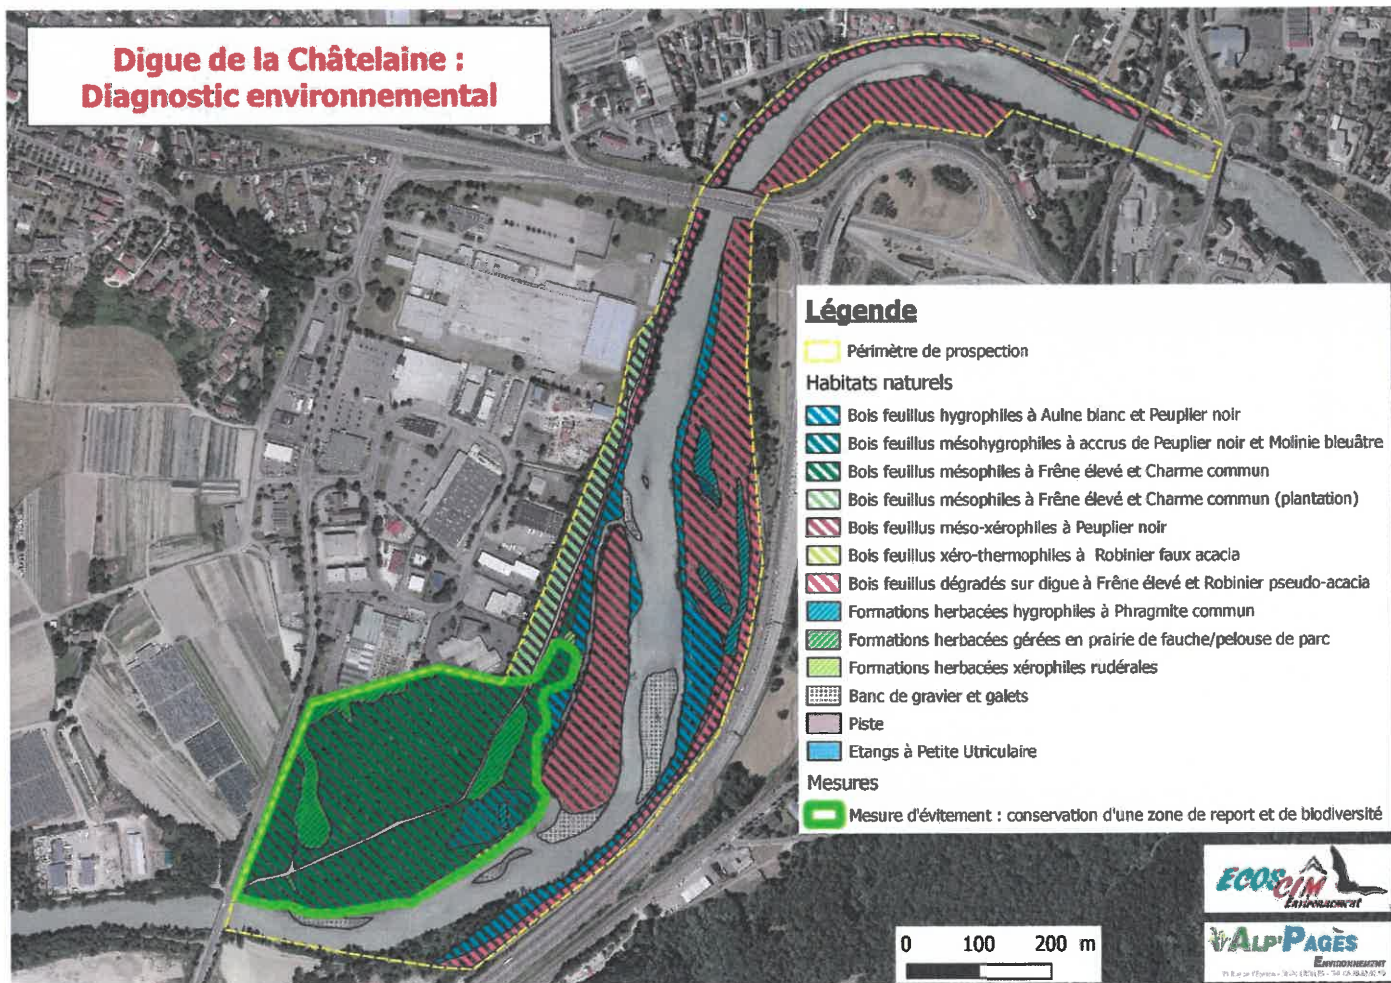 Digue de la Châtelaine :
Diagnostic environnemental
Légende
Périmètre de prospection
Habitats naturels
Bois feuillus hygrophiles à Aulne blanc et Peuplier noir
Bois feuillus mésohygrophiles à accrus de Peuplier noir et Molinie bleuâtre
Bois feuillus mésophiles à Frêne élevé et Charme commun
Bois feuillus mésophiles à Frêne élevé et Charme commun (plantation)
Bois feuillus méso-xérophiles à Peuplier noir
Bois feuillus xéro-thermophiles à Robinier faux acacia
Bois feuillus dégradés sur digue à Frêne élevé et Robinier pseudo-acacia
Formations herbacées hygrophiles à Phragmite commun
Formations herbacées gérées en prairie de fauche/pelouse de parc
Formations herbacées xérophiles rudérales
Banc de gravier et galets
Piste
Etangs à Petite Utriculaire
Mesures
Mesure d'évitement : conservation d'une zone de report et de biodiversité
ECOSCIM
Environnement
ALP'PAGÈS
ENVIRONNEMENT
0 100 200 m